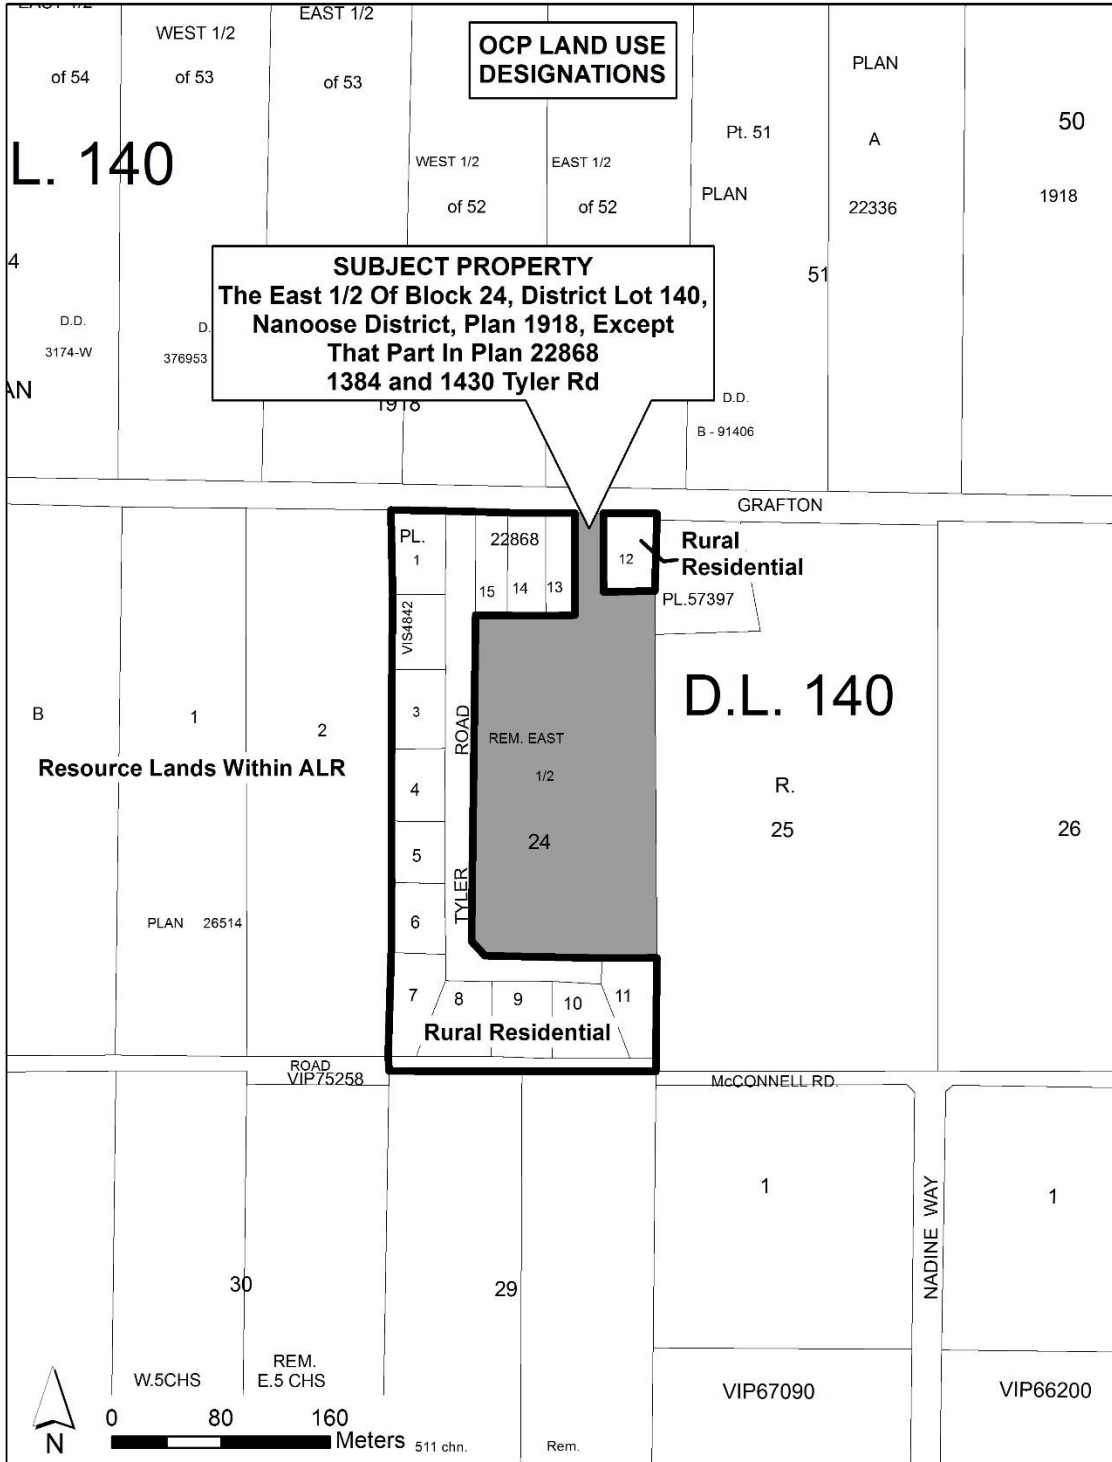 EAST 1/2
WEST 1/2
of 54
of 53
EAST 1/2
of 53
OCP LAND USE
DESIGNATIONS
PLAN
A
22336
Pt. 51
PLAN
51
50
1918
L. 140
WEST 1/2
of 52
EAST 1/2
of 52
4
D.D.
3174-W
D.
376953
AN
1918
SUBJECT PROPERTY
The East 1/2 Of Block 24, District Lot 140,
Nanoose District, Plan 1918, Except
That Part In Plan 22868
1384 and 1430 Tyler Rd
D.D.
B - 91406
GRAFTON
PL.
1
22868
15
14
13
12
Rural
Residential
PL.57397
VIS4842
3
4
5
6
7
8
9
10
11
TYLER ROAD
REM. EAST
1/2
24
D.L. 140
R.
25
26
B
1
2
Resource Lands Within ALR
PLAN 26514
Rural Residential
ROAD
VIP75258
McCONNELL RD.
NADINE WAY
1
1
30
29
W.5CHS
REM.
E.5 CHS
VIP67090
VIP66200
N
0 80 160
Meters
511 chn.
Rem.